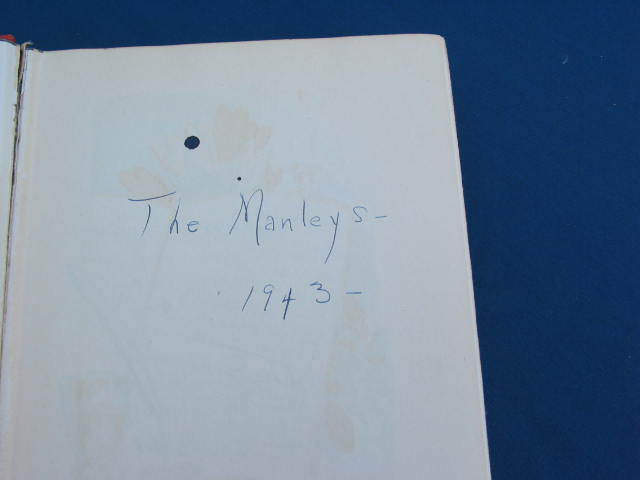 The Manleys-
1943-